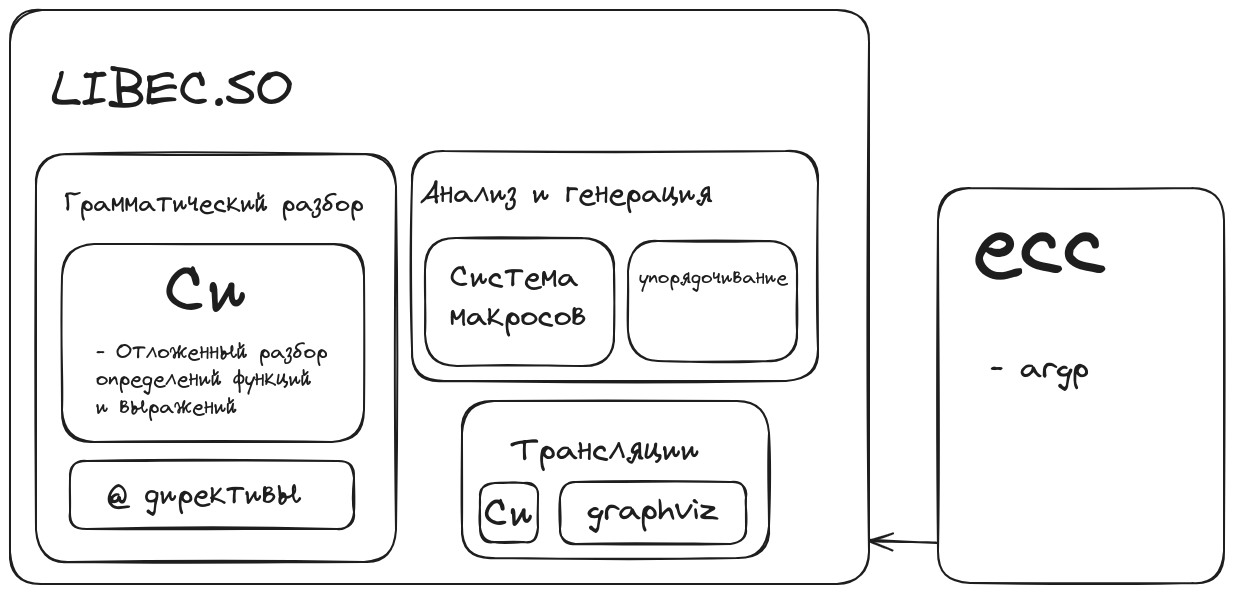 LIBEC.SO
Грамматический разбор
Си
- Отложенный разбор
определений функций
и выражений
@ директивы
Анализ и генерация
Система
макросов
упорядочивание
Трансляции
Си
graphviz
ecc
- argp